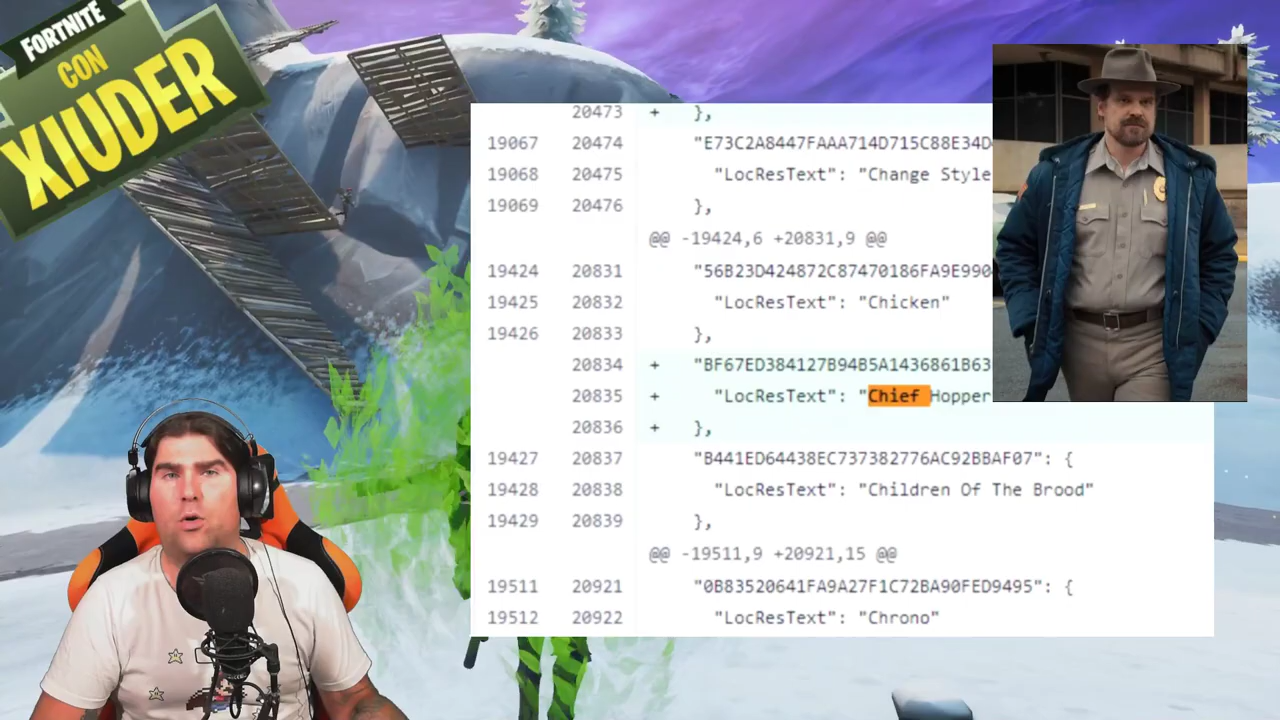 FORTNITE
CON
XIUDER
20473 + },
19067 20474 "E73C2A8447FAAA714D715C88E34D
19068 20475 "LocResText": "Change Style
19069 20476 },
@@ -19424,6 +20831,9 @@
19424 20831 "56B23D424872C87470186FA9E990
19425 20832 "LocResText": "Chicken"
19426 20833 },
20834 + "BF67ED384127B94B5A1436861B63
20835 + "LocResText": "Chief Hopper
20836 + },
19427 20837 "B441ED64438EC737382776AC92BBAF07": {
19428 20838 "LocResText": "Children Of The Brood"
19429 20839 },
@@ -19511,9 +20921,15 @@
19511 20921 "0B83520641FA9A27F1C72BA90FED9495": {
19512 20922 "LocResText": "Chrono"